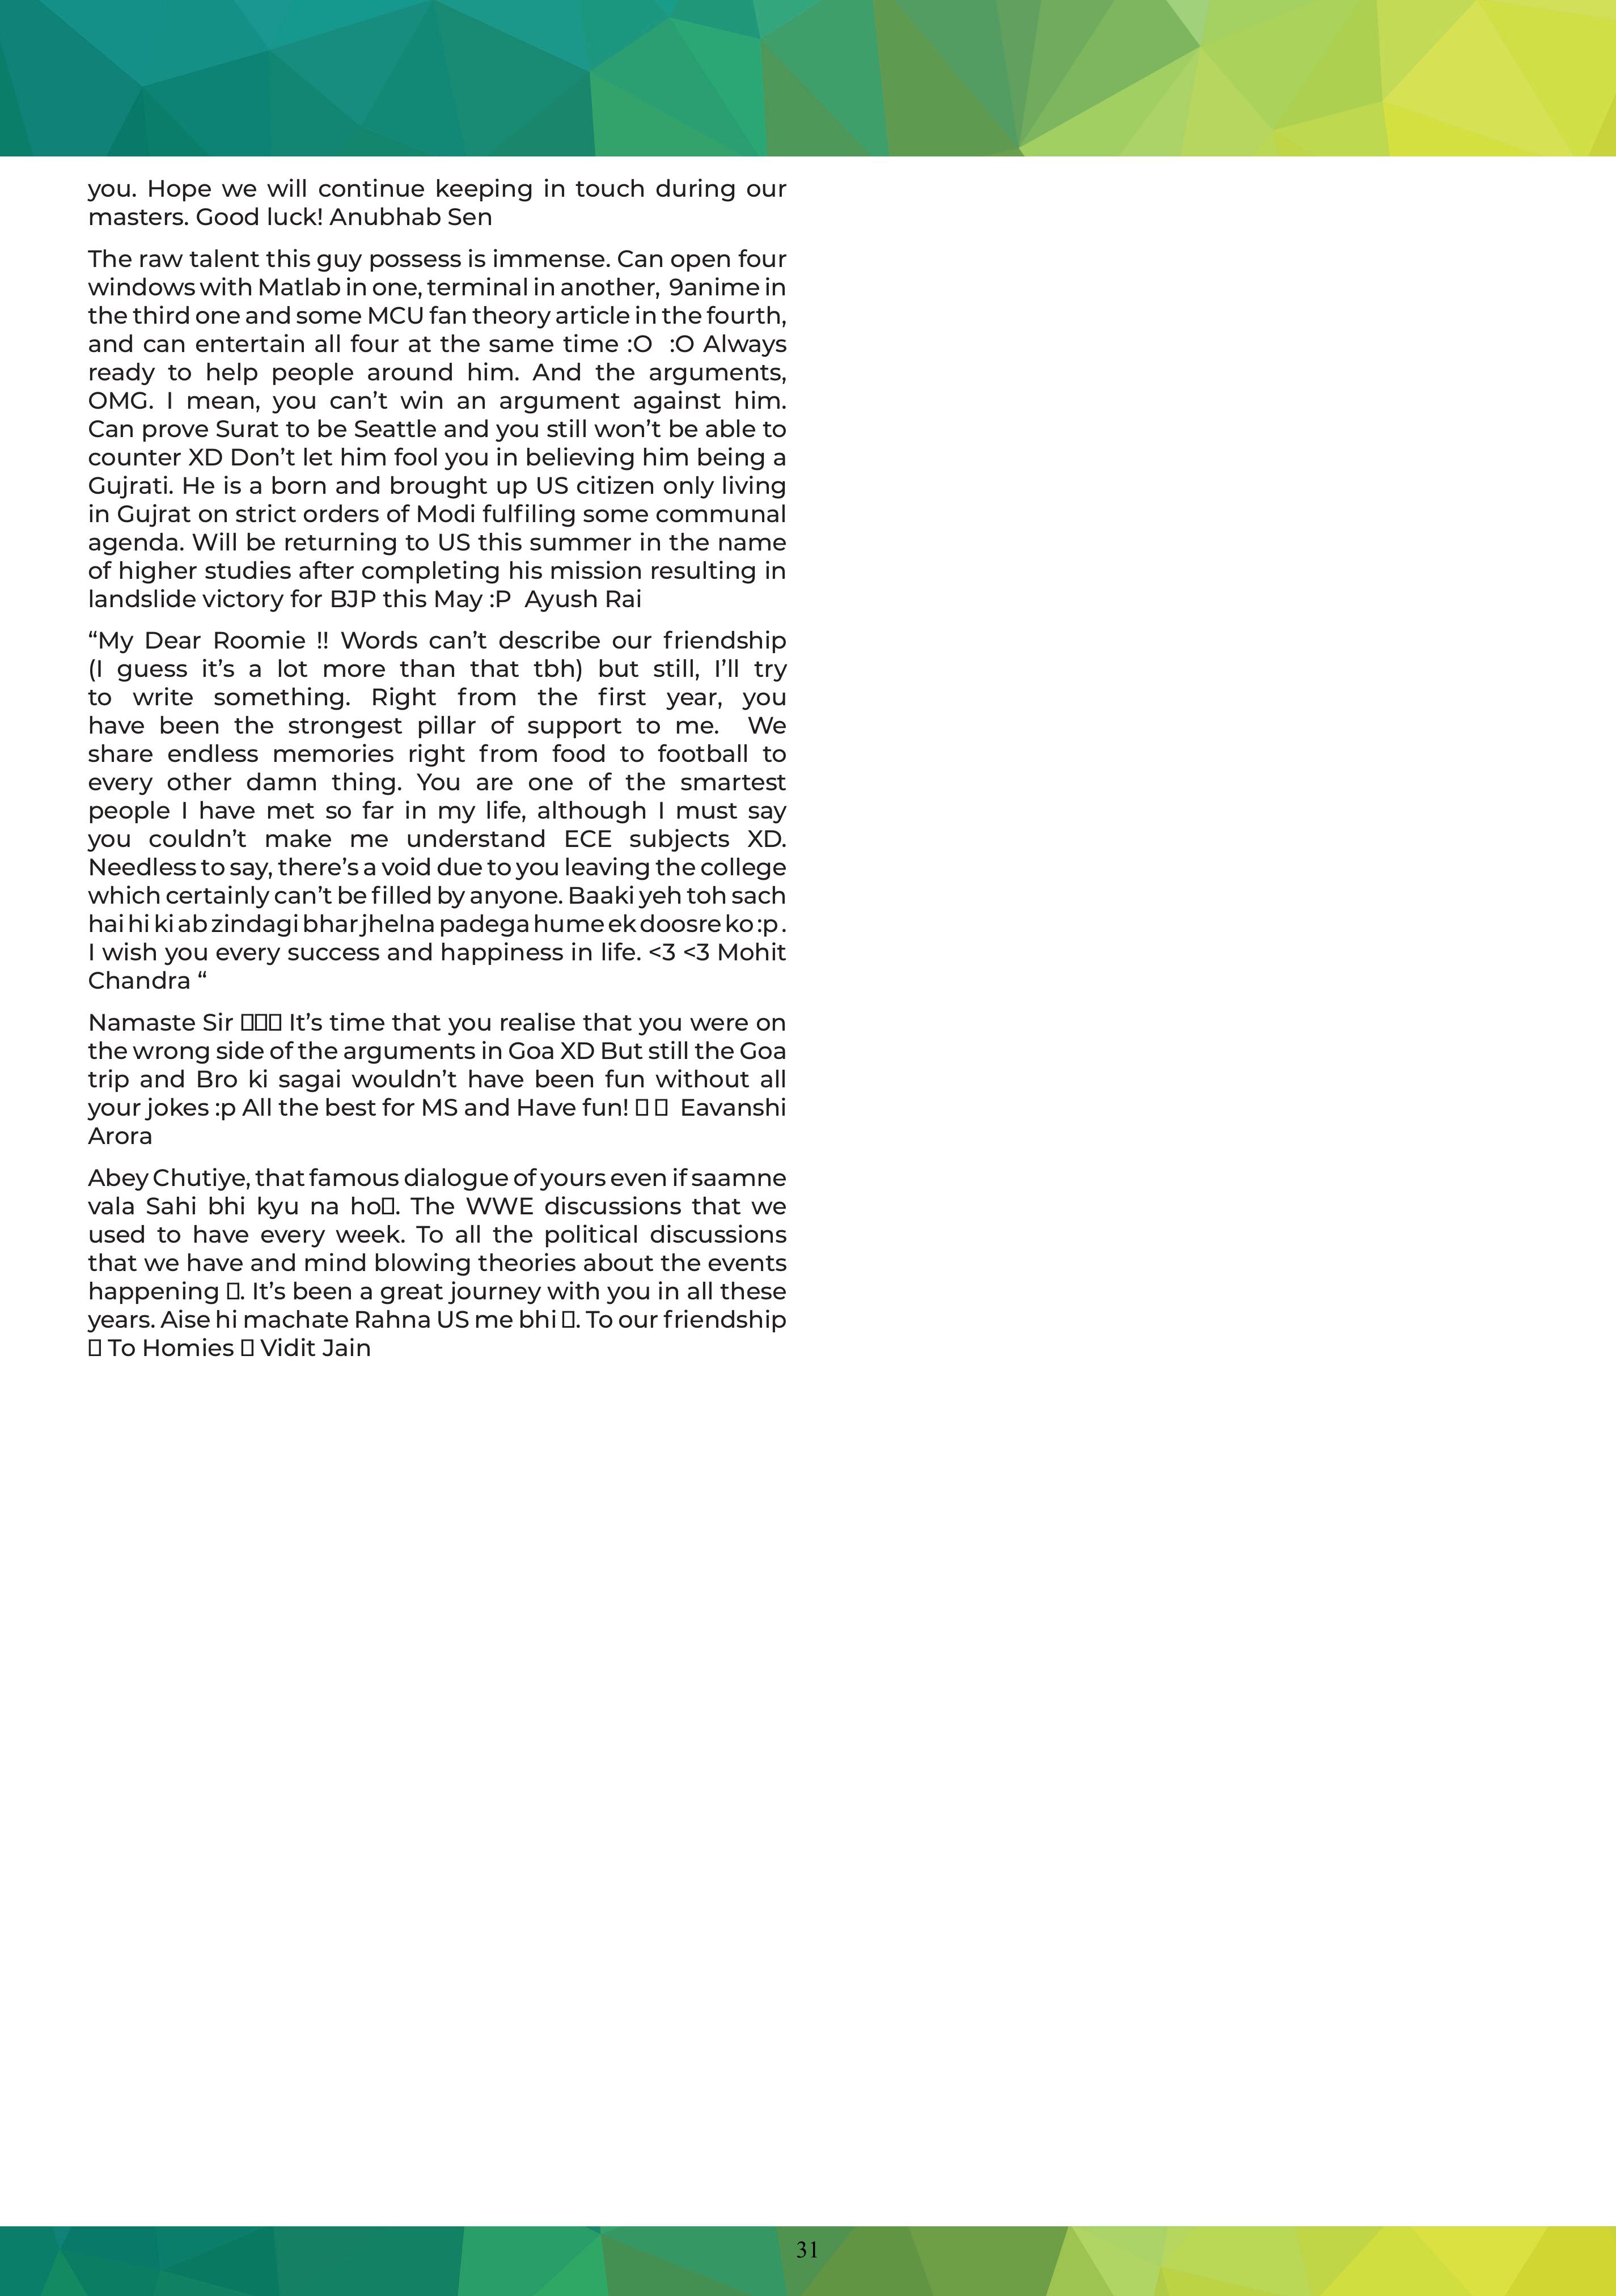 you. Hope we will continue keeping in touch during our
masters. Good luck! Anubhab Sen
The raw talent this guy possess is immense. Can open four
windows with Matlab in one, terminal in another,  9anime in
the third one and some MCU fan theory article in the fourth,
and can entertain all four at the same time :O  :O Always
ready to help people around him. And the arguments,
OMG. I mean, you can’t win an argument against him.
Can prove Surat to be Seattle and you still won’t be able to
counter XD Don’t let him fool you in believing him being a
Gujrati. He is a born and brought up US citizen only living
in Gujrat on strict orders of Modi fulfiling some communal
agenda. Will be returning to US this summer in the name
of higher studies after completing his mission resulting in
landslide victory for BJP this May :P  Ayush Rai
“My Dear Roomie !! Words can’t describe our friendship
(I guess it’s a lot more than that tbh) but still, I’ll try
to write something. Right from the first year, you
have been the strongest pillar of support to me.  We
share endless memories right from food to football to
every other damn thing. You are one of the smartest
people I have met so far in my life, although I must say
you couldn’t make me understand ECE subjects XD.
Needless to say, there’s a void due to you leaving the college
which certainly can’t be filled by anyone. Baaki yeh toh sach
hai hi ki ab zindagi bhar jhelna padega hume ek doosre ko :p .
I wish you every success and happiness in life. <3 <3 Mohit
Chandra “
Namaste Sir □□□ It’s time that you realise that you were on
the wrong side of the arguments in Goa XD But still the Goa
trip and Bro ki sagai wouldn’t have been fun without all
your jokes :p All the best for MS and Have fun! □ □  Eavanshi
Arora
Abey Chutiye, that famous dialogue of yours even if saamne
vala Sahi bhi kyu na ho□. The WWE discussions that we
used to have every week. To all the political discussions
that we have and mind blowing theories about the events
happening □. It’s been a great journey with you in all these
years. Aise hi machate Rahna US me bhi □. To our friendship
□ To Homies □ Vidit Jain
31